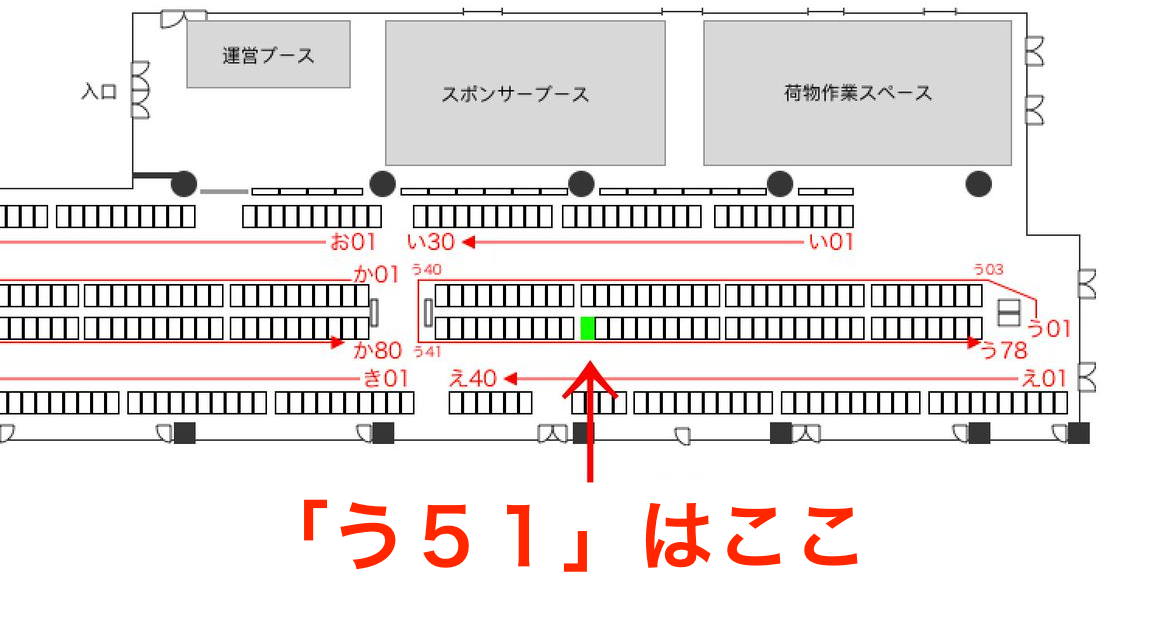 運営ブース
入口
スポンサーブース
荷物作業スペース
お01
い30
い01
か01
う40
う03
う01
か80
う41
う78
き01
え40
え01
「う５１」はここ